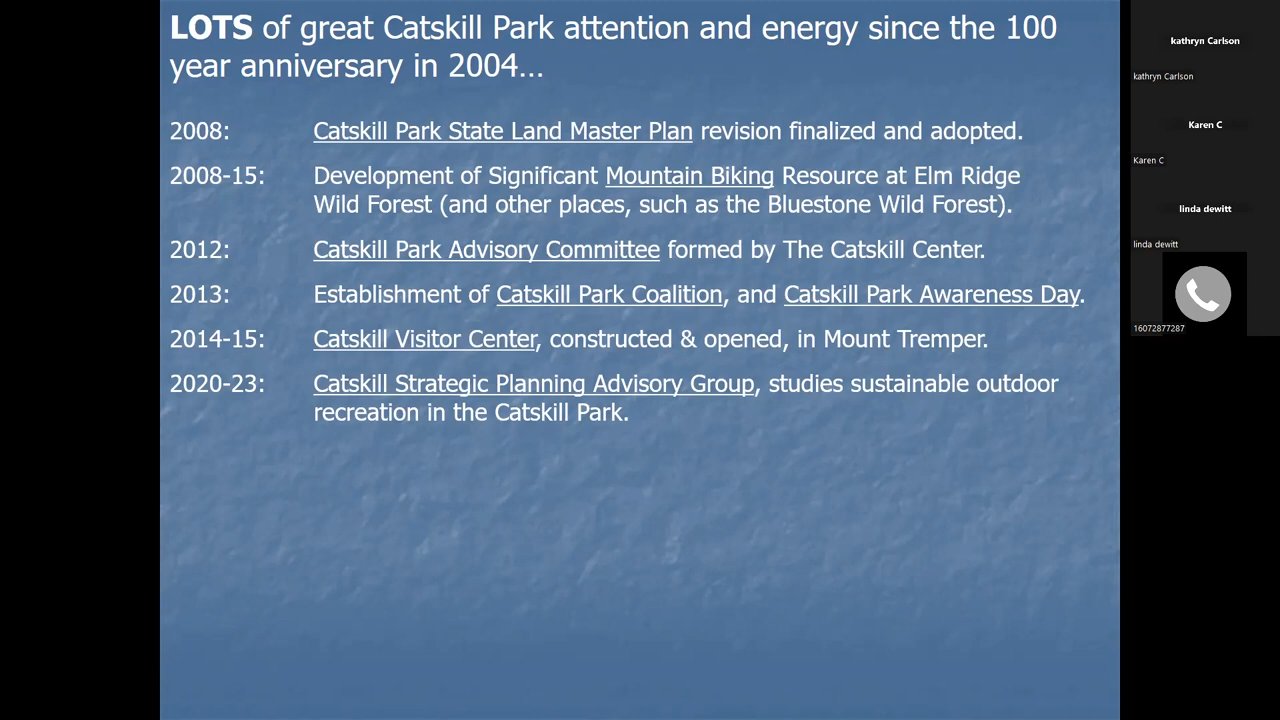 LOTS of great Catskill Park attention and energy since the 100
year anniversary in 2004…
2008: Catskill Park State Land Master Plan revision finalized and adopted.
2008-15: Development of Significant Mountain Biking Resource at Elm Ridge
Wild Forest (and other places, such as the Bluestone Wild Forest).
2012: Catskill Park Advisory Committee formed by The Catskill Center.
2013: Establishment of Catskill Park Coalition, and Catskill Park Awareness Day.
2014-15: Catskill Visitor Center, constructed & opened, in Mount Tremper.
2020-23: Catskill Strategic Planning Advisory Group, studies sustainable outdoor
recreation in the Catskill Park.
kathryn Carlson
kathryn Carlson
Karen C
Karen C
linda dewitt
linda dewitt
16072877287